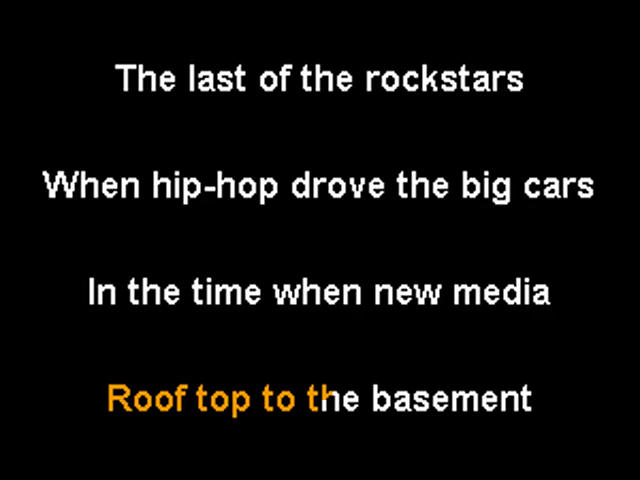 The last of the rockstars
When hip-hop drove the big cars
In the time when new media
Roof top to the basement